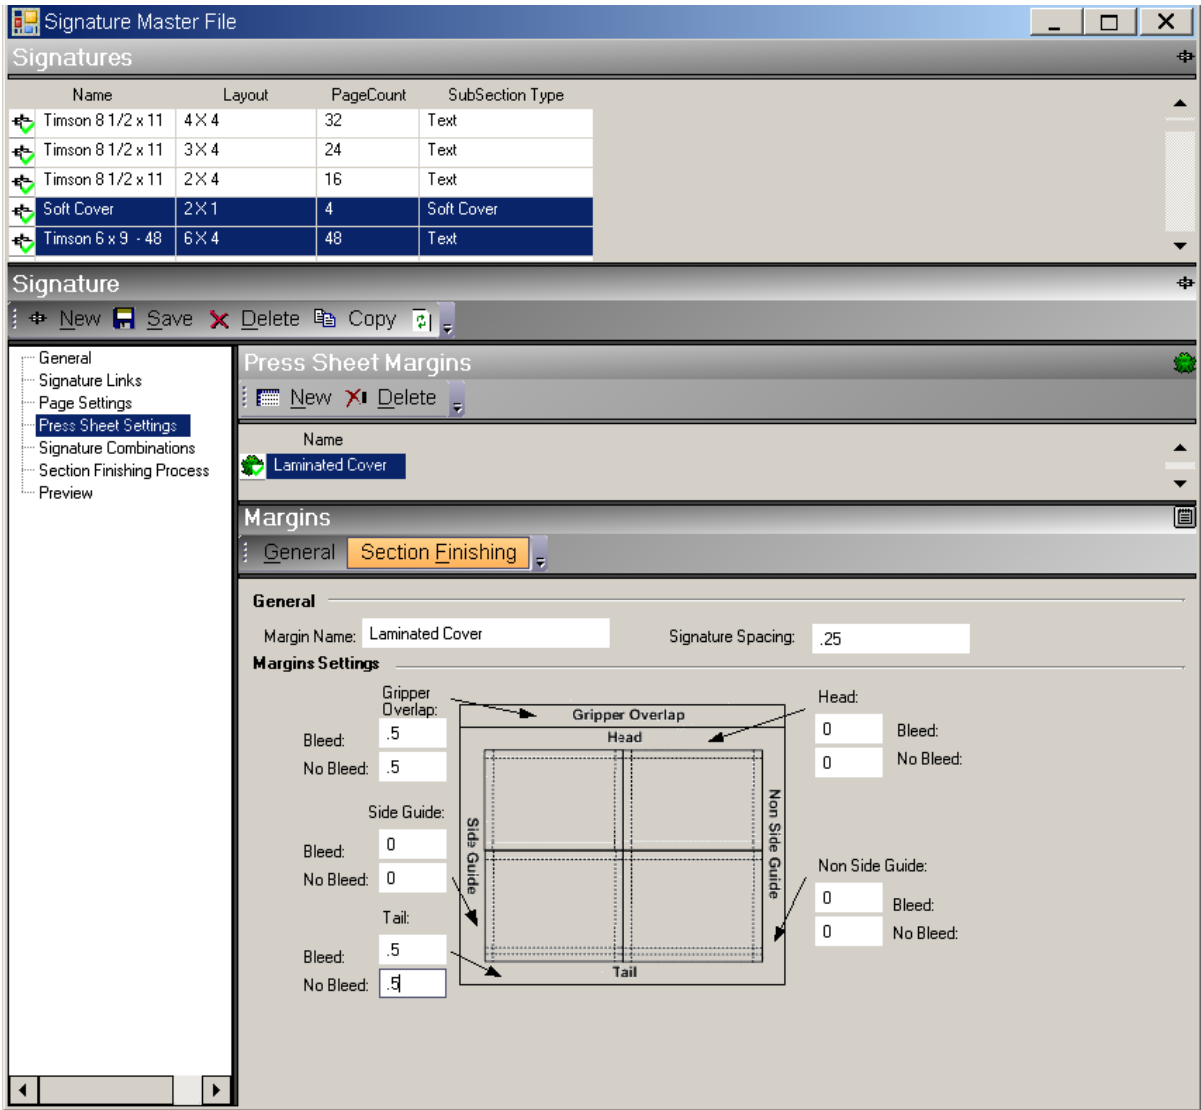 Signature Master File
Signatures
Name Layout PageCount SubSection Type
Timson 8 1/2 x 11 4 X 4 32 Text
Timson 8 1/2 x 11 3 X 4 24 Text
Timson 8 1/2 x 11 2 X 4 16 Text
Soft Cover 2 X 1 4 Soft Cover
Timson 6 x 9 - 48 6 X 4 48 Text
Signature
New Save Delete Copy
General
Signature Links
Page Settings
Press Sheet Settings
Signature Combinations
Section Finishing Process
Preview
Press Sheet Margins
New Delete
Name
Laminated Cover
Margins
General Section Finishing
General
Margin Name: Laminated Cover Signature Spacing: .25
Margins Settings
Gripper
Overlap:
Bleed: .5
No Bleed: .5
Side Guide:
Bleed: 0
No Bleed: 0
Tail:
Bleed: .5
No Bleed: .5
Gripper Overlap
Head
Side Guide
Non Side Guide
Tail
Head:
0 Bleed:
0 No Bleed:
Non Side Guide:
0 Bleed:
0 No Bleed: